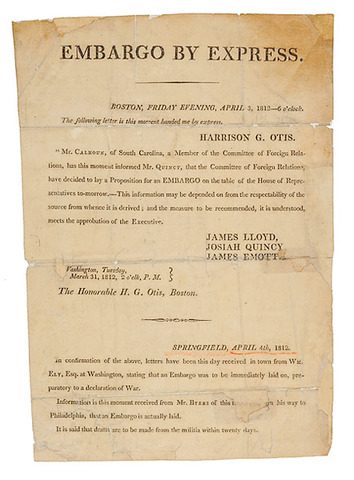 EMBARGO BY EXPRESS.
BOSTON, FRIDAY EVENING, APRIL 3, 1812—6 o'clock.
The following letter is this moment handed me by express.
HARRISON G. OTIS.
"Mr. Calhoun, of South Carolina, a Member of the Committee of Foreign Rela-
tions, has this moment informed Mr. Quincy, that the Committee of Foreign Relations,
have decided to lay a Proposition for an EMBARGO on the table of the House of Repre-
sentatives to-morrow.—This information may be depended on from the respectability of the
source from whence it is derived; and the measure to be recommended, it is understood,
meets the approbation of the Executive.
JAMES LLOYD,
JOSIAH QUINCY
JAMES EMOTT
Washington, Tuesday,
March 31, 1812, 2 o'clk, P. M. }
The Honorable H. G. Otis, Boston.
SPRINGFIELD, APRIL 4th, 1812.
In confirmation of the above, letters have been this day received in town from Wm.
Ely, Esq. at Washington, stating that an Embargo was to be immediately laid on, pre-
paratory to a declaration of War.
Information is this moment received from Mr. Byers of this on his way to
Philadelphia, that an Embargo is actually laid.
It is said that drafts are to be made from the militia within twenty days.